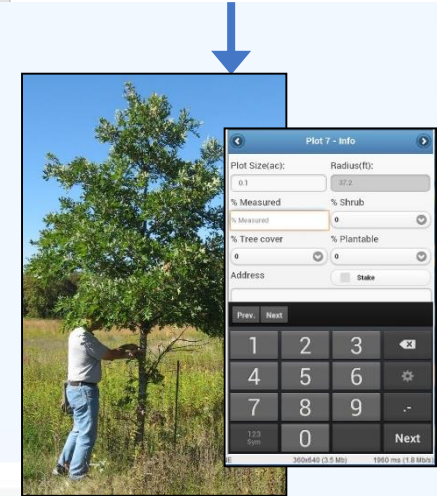 Plot 7 - Info
Plot Size(ac): Radius(ft):
0.1 37.2
% Measured % Shrub
% Measured 0
% Tree cover % Plantable
0 0
Address Stake
Prev. Next
1 2 3
4 5 6
7 8 9 .-
123
Sym 0 Next
IE 360x640 (3.5 Mb) 1960 ms (1.8 Mb/s)